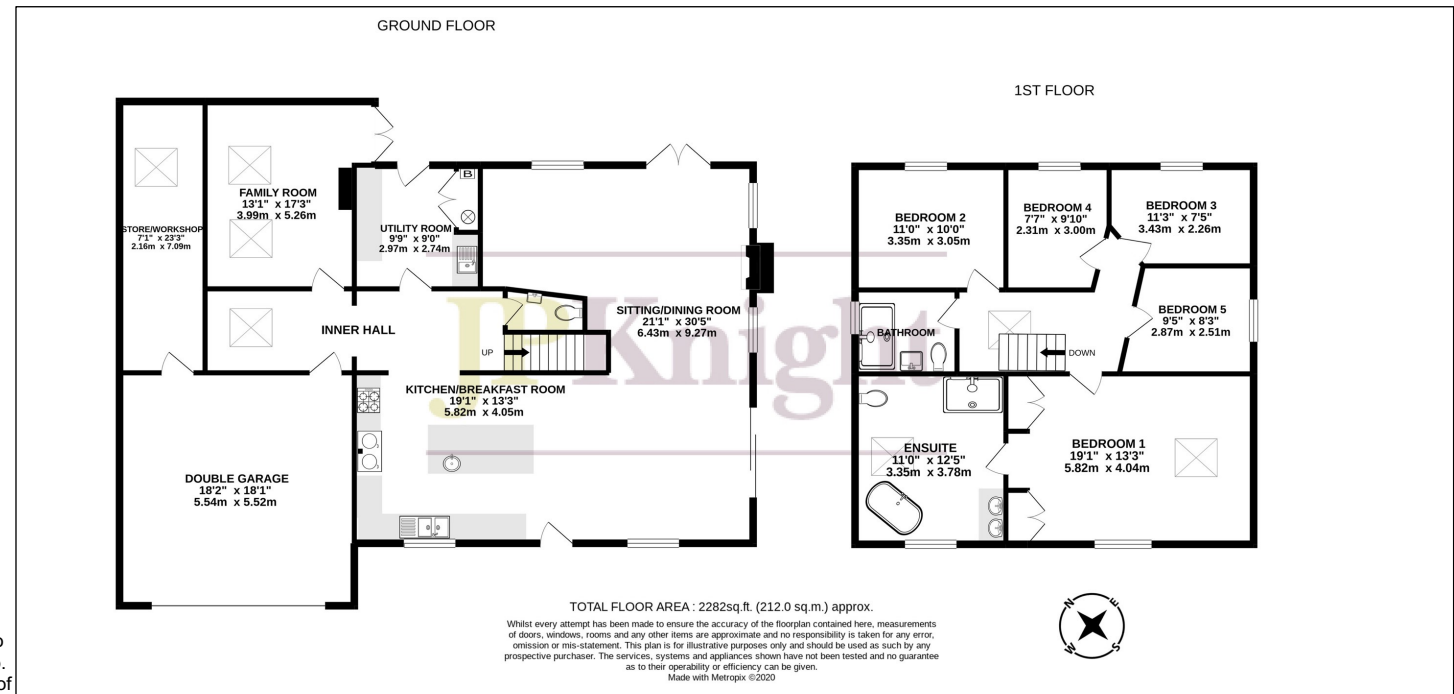 GROUND FLOOR
1ST FLOOR
FAMILY ROOM
13'1" x 17'3"
3.99m x 5.26m
STORE/WORKSHOP
7'1" x 23'3"
2.16m x 7.09m
B
UTILITY ROOM
9'9" x 9'0"
2.97m x 2.74m
SITTING/DINING ROOM
21'1" x 30'5"
6.43m x 9.27m
INNER HALL
UP
KITCHEN/BREAKFAST ROOM
19'1" x 13'3"
5.82m x 4.05m
DOUBLE GARAGE
18'2" x 18'1"
5.54m x 5.52m
JPKnight
BEDROOM 2
11'0" x 10'0"
3.35m x 3.05m
BEDROOM 4
7'7" x 9'10"
2.31m x 3.00m
BEDROOM 3
11'3" x 7'5"
3.43m x 2.26m
BEDROOM 5
9'5" x 8'3"
2.87m x 2.51m
BATHROOM
DOWN
ENSUITE
11'0" x 12'5"
3.35m x 3.78m
BEDROOM 1
19'1" x 13'3"
5.82m x 4.04m
N
E
S
W
TOTAL FLOOR AREA : 2282sq.ft. (212.0 sq.m.) approx.
Whilst every attempt has been made to ensure the accuracy of the floorplan contained here, measurements
of doors, windows, rooms and any other items are approximate and no responsibility is taken for any error,
omission or mis-statement. This plan is for illustrative purposes only and should be used as such by any
prospective purchaser. The services, systems and appliances shown have not been tested and no guarantee
as to their operability or efficiency can be given.
Made with Metropix ©2020
of